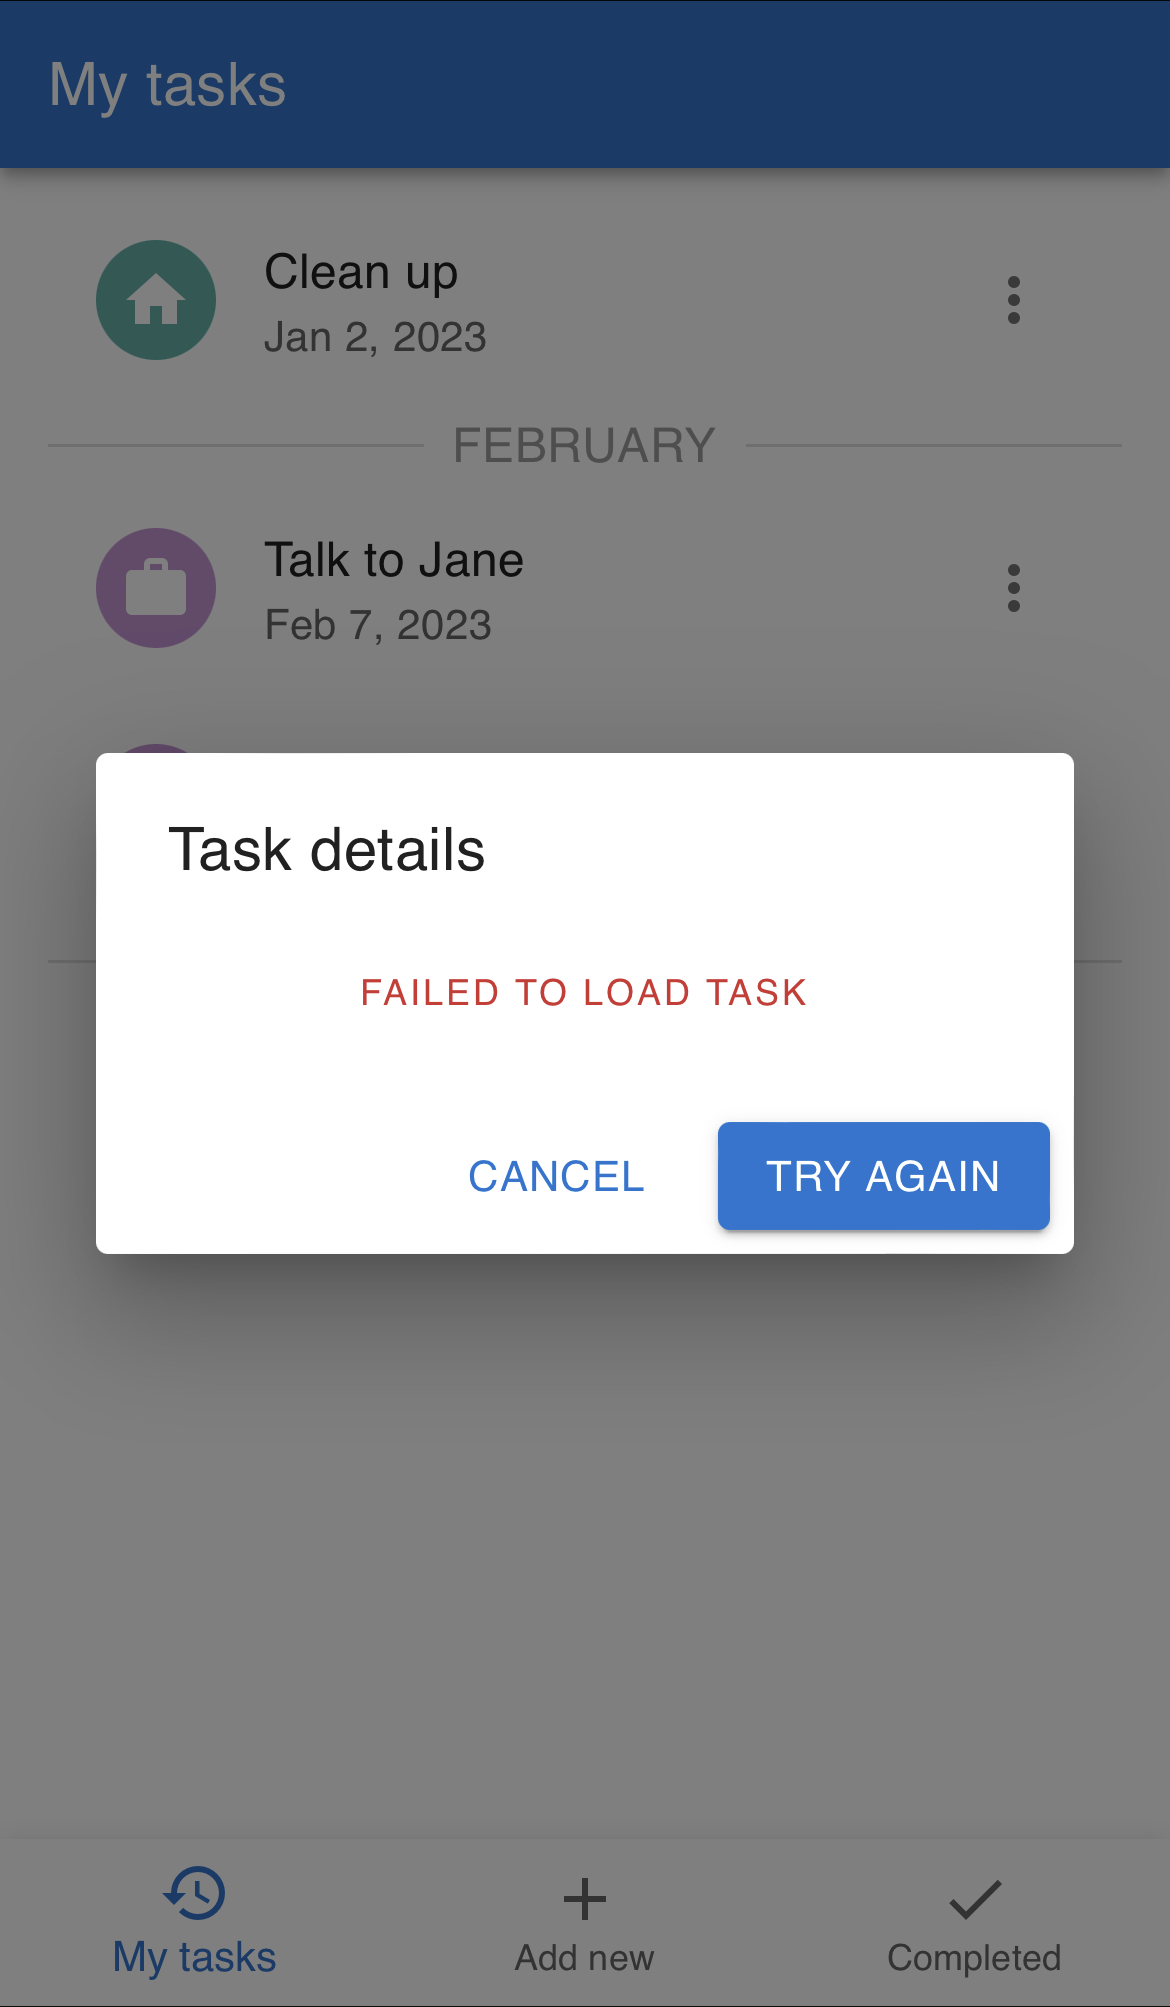 My tasks
Clean up
Jan 2, 2023
FEBRUARY
Talk to Jane
Feb 7, 2023
Task details
FAILED TO LOAD TASK
CANCEL
TRY AGAIN
My tasks
Add new
Completed